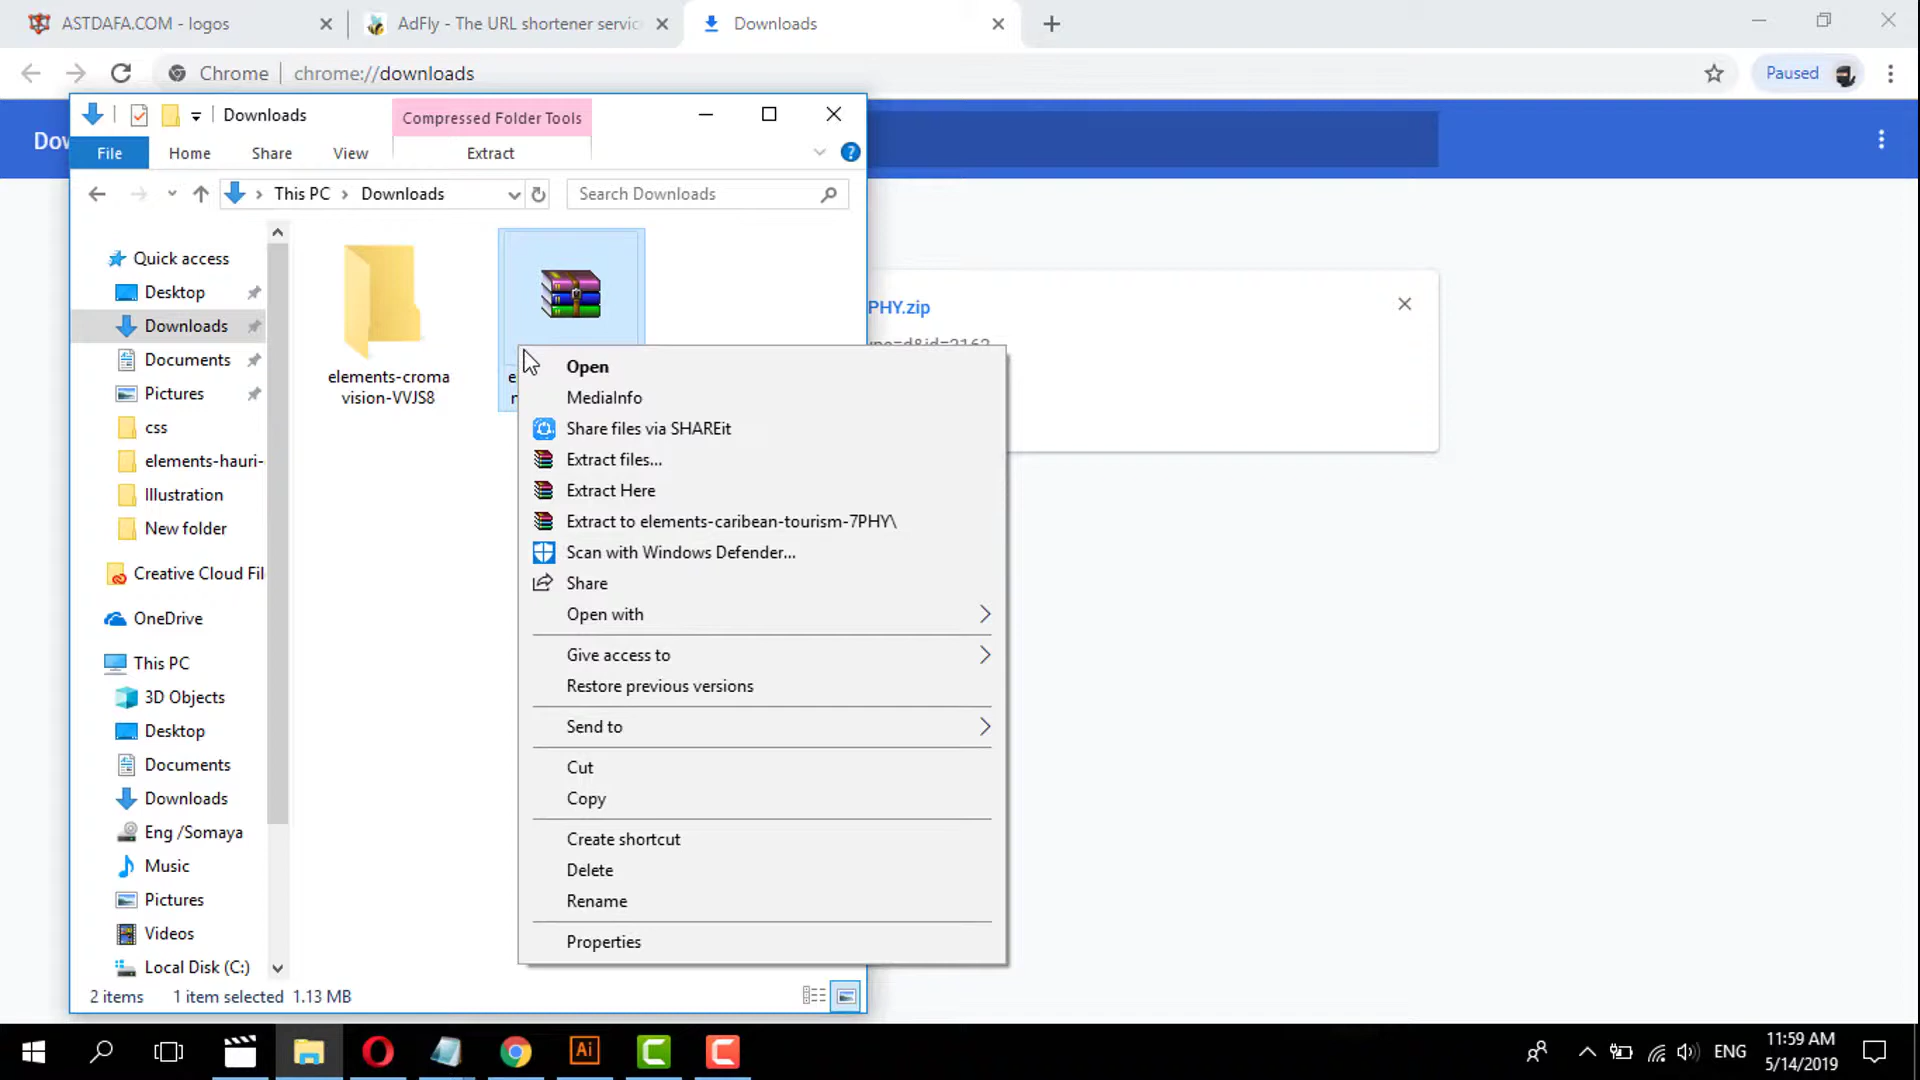 ASTDAFA.COM - logos
AdFly - The URL shortener servic
Downloads
Chrome
chrome://downloads
Paused
Dow
Downloads
Compressed Folder Tools
File
Home
Share
View
Extract
This PC
Downloads
Search Downloads
Quick access
Desktop
Downloads
Documents
Pictures
css
elements-hauri-
Illustration
New folder
Creative Cloud Fil
OneDrive
This PC
3D Objects
Desktop
Documents
Downloads
Eng /Somaya
Music
Pictures
Videos
Local Disk (C:)
elements-croma
vision-VVJS8
PHY.zip
Open
MediaInfo
Share files via SHAREit
Extract files...
Extract Here
Extract to elements-caribean-tourism-7PHY\
Scan with Windows Defender...
Share
Open with
Give access to
Restore previous versions
Send to
Cut
Copy
Create shortcut
Delete
Rename
Properties
2 items
1 item selected 1.13 MB
Ai
ENG
11:59 AM
5/14/2019